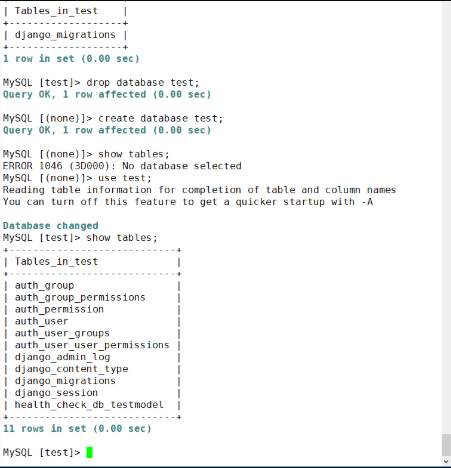 | Tables_in_test    |
+-------------------+
| django_migrations |
+-------------------+
1 row in set (0.00 sec)
MySQL [test]> drop database test;
Query OK, 1 row affected (0.00 sec)
MySQL [(none)]> create database test;
Query OK, 1 row affected (0.00 sec)
MySQL [(none)]> show tables;
ERROR 1046 (3D000): No database selected
MySQL [(none)]> use test;
Reading table information for completion of table and column names
You can turn off this feature to get a quicker startup with -A
Database changed
MySQL [test]> show tables;
+----------------------------+
| Tables_in_test             |
+----------------------------+
| auth_group                 |
| auth_group_permissions     |
| auth_permission            |
| auth_user                  |
| auth_user_groups           |
| auth_user_user_permissions |
| django_admin_log           |
| django_content_type        |
| django_migrations          |
| django_session             |
| health_check_db_testmodel  |
+----------------------------+
11 rows in set (0.00 sec)
MySQL [test]>